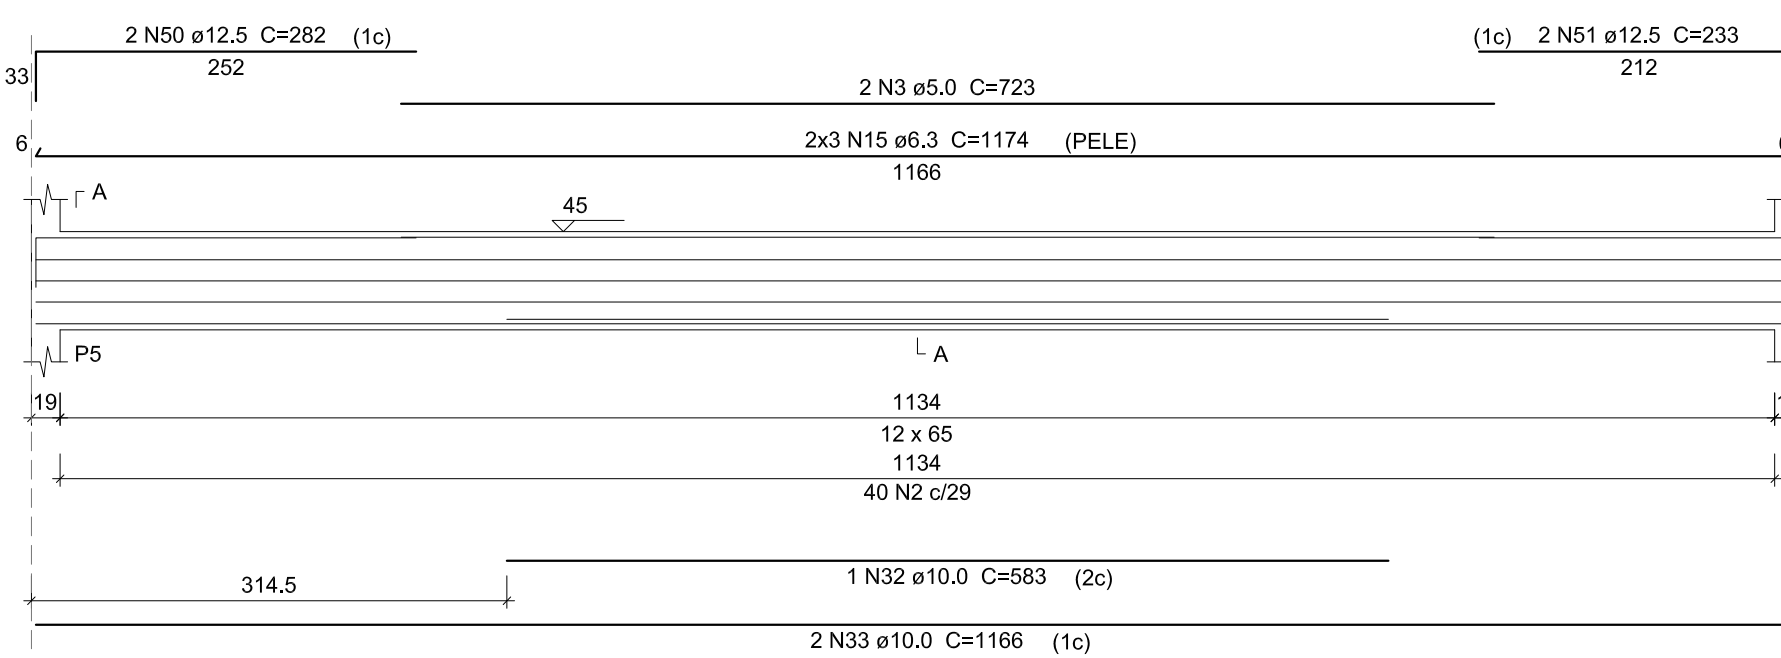 2 N50 ø12.5 C=282 (1c)
252
33
(1c) 2 N51 ø12.5 C=233
212
2 N3 ø5.0 C=723
6
2x3 N15 ø6.3 C=1174 (PELE)
1166
A
45
P5
A
19
1134
12 x 65
1134
40 N2 c/29
314.5
1 N32 ø10.0 C=583 (2c)
2 N33 ø10.0 C=1166 (1c)